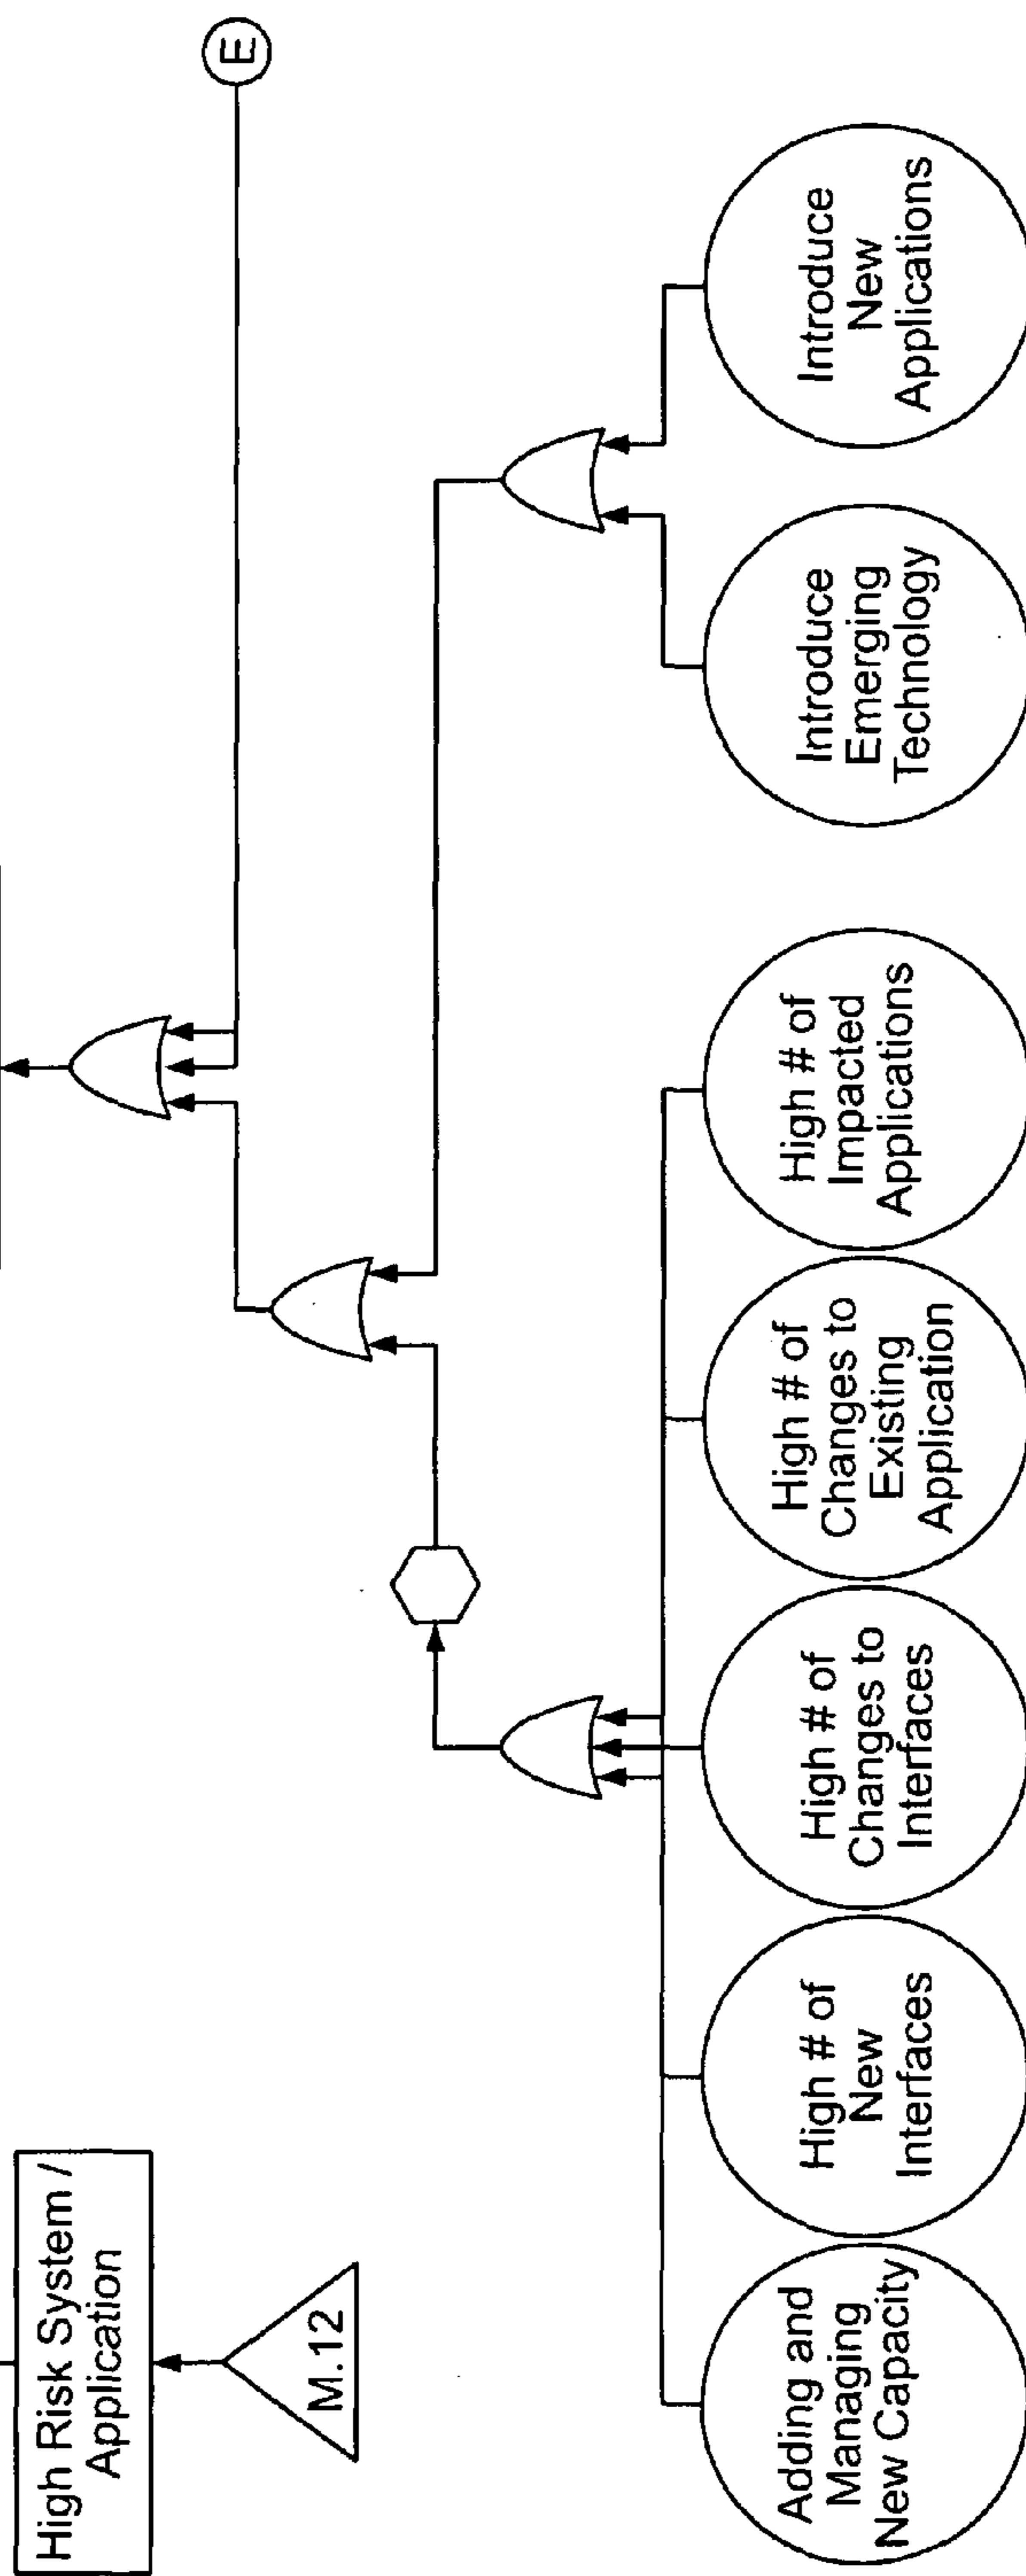 High Risk System /
Application
M.12
E
Adding and
Managing
New Capacity
High # of
New
Interfaces
High # of
Changes to
Interfaces
High # of
Changes to
Existing
Application
High # of
Impacted
Applications
Introduce
Emerging
Technology
Introduce
New
Applications